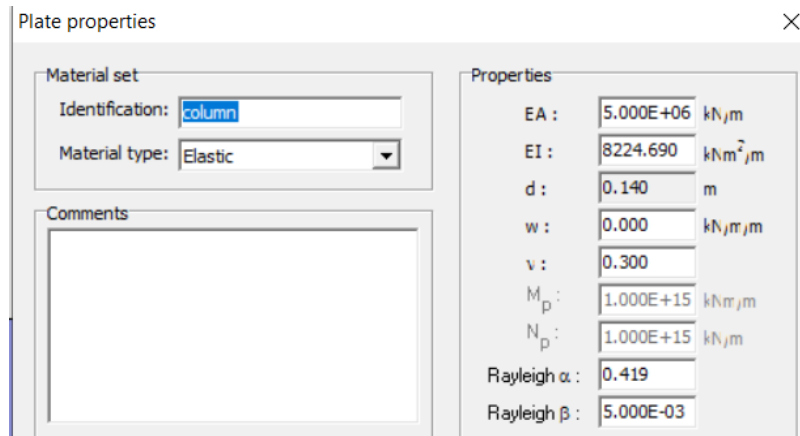 Plate properties
Material set
Identification: column
Material type: Elastic
Comments
Properties
EA : 5.000E+06 kN/m
EI : 8224.690 kNm²/m
d : 0.140 m
w : 0.000 kN/m/m
ν : 0.300
Mp : 1.000E+15 kNm/m
Np : 1.000E+15 kN/m
Rayleigh α : 0.419
Rayleigh β : 5.000E-03